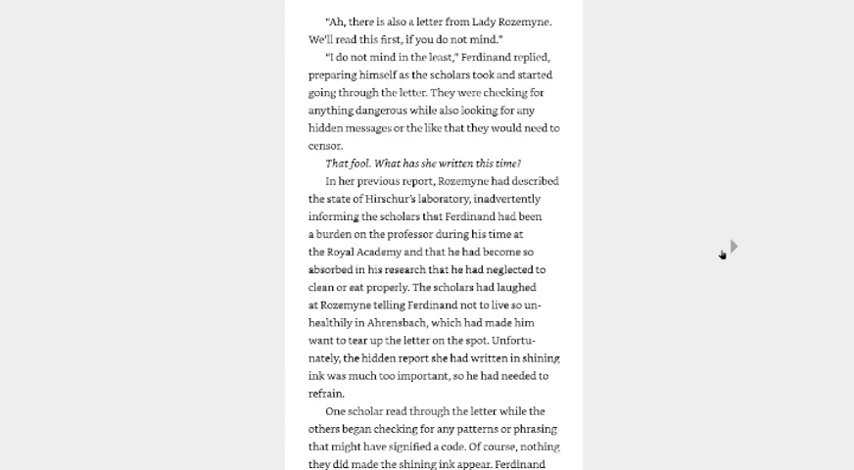 “Ah, there is also a letter from Lady Rozemyne.
We’ll read this first, if you do not mind.”
“I do not mind in the least,” Ferdinand replied,
preparing himself as the scholars took and started
going through the letter. They were checking for
anything dangerous while also looking for any
hidden messages or the like that they would need to
censor.
That fool. What has she written this time?
In her previous report, Rozemyne had described
the state of Hirschur’s laboratory, inadvertently
informing the scholars that Ferdinand had been
a burden on the professor during his time at
the Royal Academy and that he had become so
absorbed in his research that he had neglected to
clean or eat properly. The scholars had laughed
at Rozemyne telling Ferdinand not to live so un-
healthily in Ahrensbach, which had made him
want to tear up the letter on the spot. Unfortu-
nately, the hidden report she had written in shining
ink was much too important, so he had needed to
refrain.
One scholar read through the letter while the
others began checking for any patterns or phrasing
that might have signified a code. Of course, nothing
they did made the shining ink appear. Ferdinand